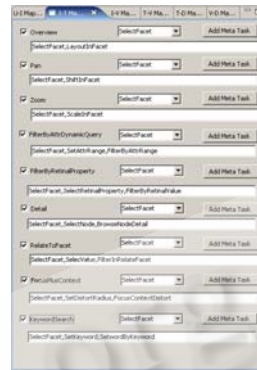 U-I Map... I-T Ma... I-V Ma... T-V Ma... T-D Ma... V-D Ma...
Overview SelectFacet Add Meta Task
SelectFacet,LayoutInFacet
Pan SelectFacet Add Meta Task
SelectFacet,ShiftInFacet
Zoom SelectFacet Add Meta Task
SelectFacet,ScaleInFacet
FilterByAttrDynamicQuery SelectFacet Add Meta Task
SelectFacet,SetAttrRange,FilterByAttrRange
FilterByRetinalProperty SelectFacet Add Meta Task
SelectFacet,SelectRetinalProperty,FilterByRetinalValue
Detail SelectFacet Add Meta Task
SelectFacet,SelectNode,BrowseNodeDetail
RelateToFacet SelectFacet Add Meta Task
SelectFacet,SelectValue,FilterInRelateFacet
FocusPlusContext SelectFacet Add Meta Task
SelectFacet,SetDistortRadius,FocusContextDistort
KeywordSearch SelectFacet Add Meta Task
SelectFacet,SetKeyword,SetwordByKeyword